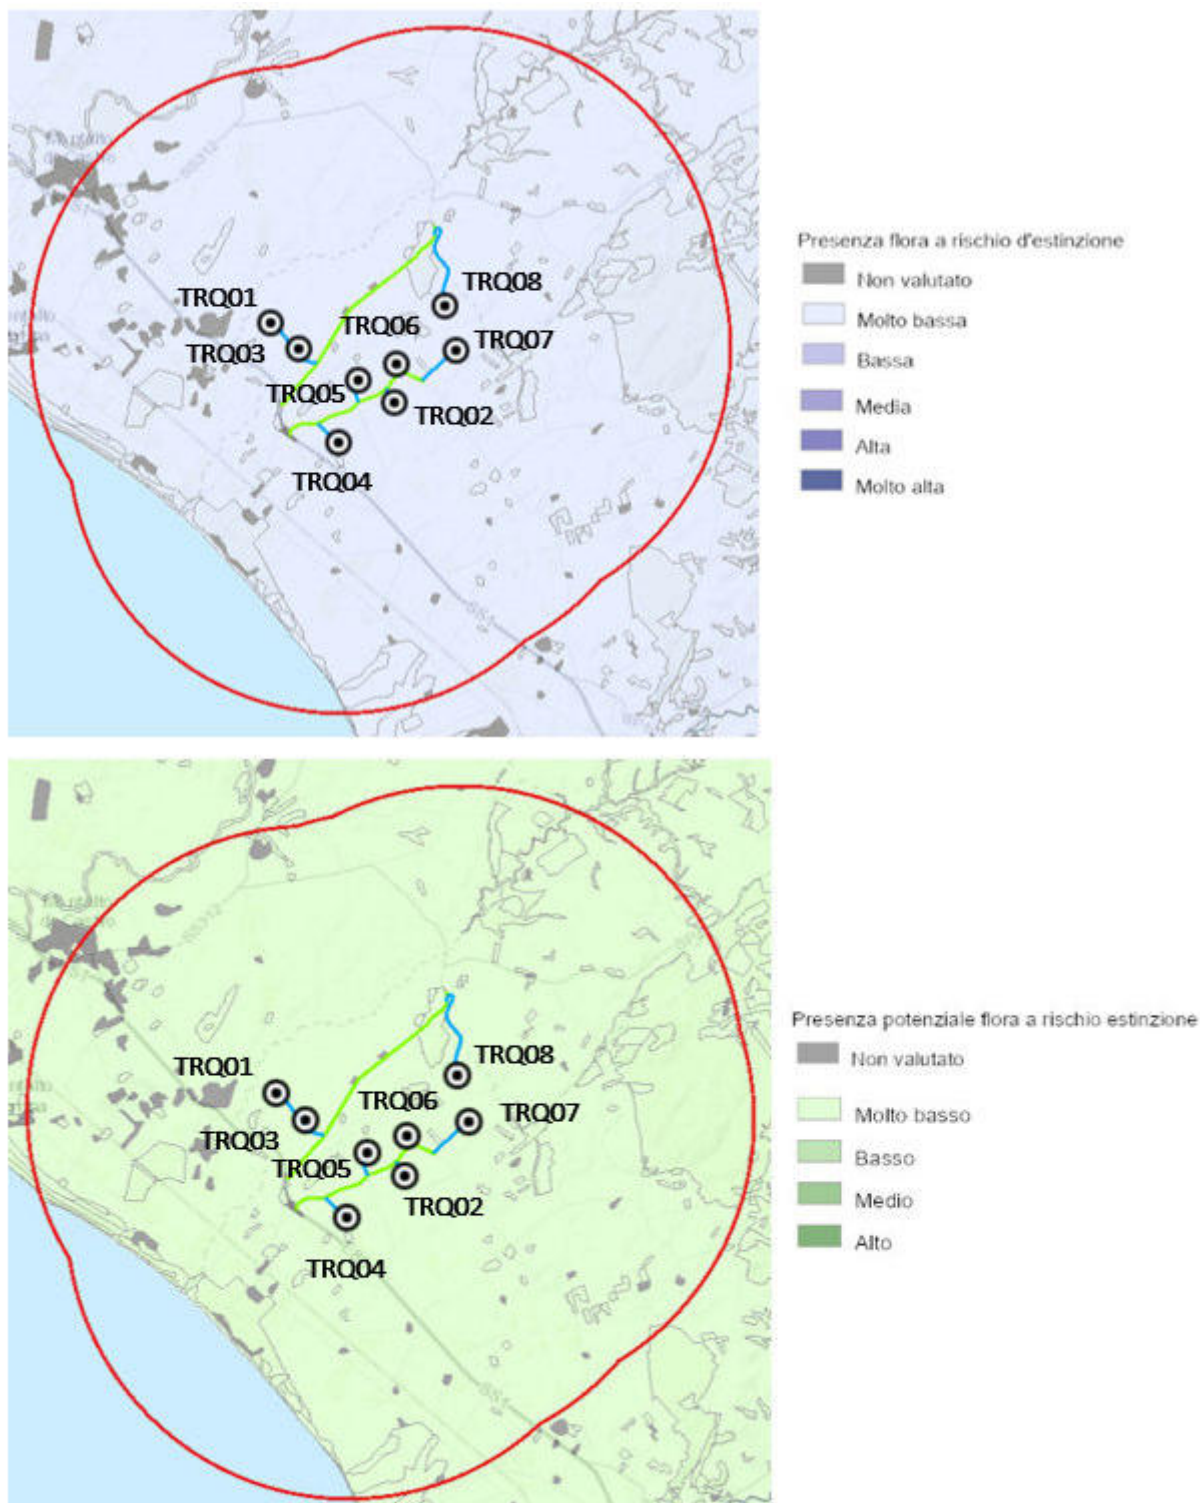 TRQ01
TRQ08
TRQ06
TRQ07
TRQ03
TRQ05
TRQ02
TRQ04
Presenza flora a rischio d'estinzione
Non valutato
Molto bassa
Bassa
Media
Alta
Molto alta
TRQ08
TRQ01
TRQ06
TRQ07
TRQ03
TRQ05
TRQ02
TRQ04
Presenza potenziale flora a rischio estinzione
Non valutato
Molto basso
Basso
Medio
Alto